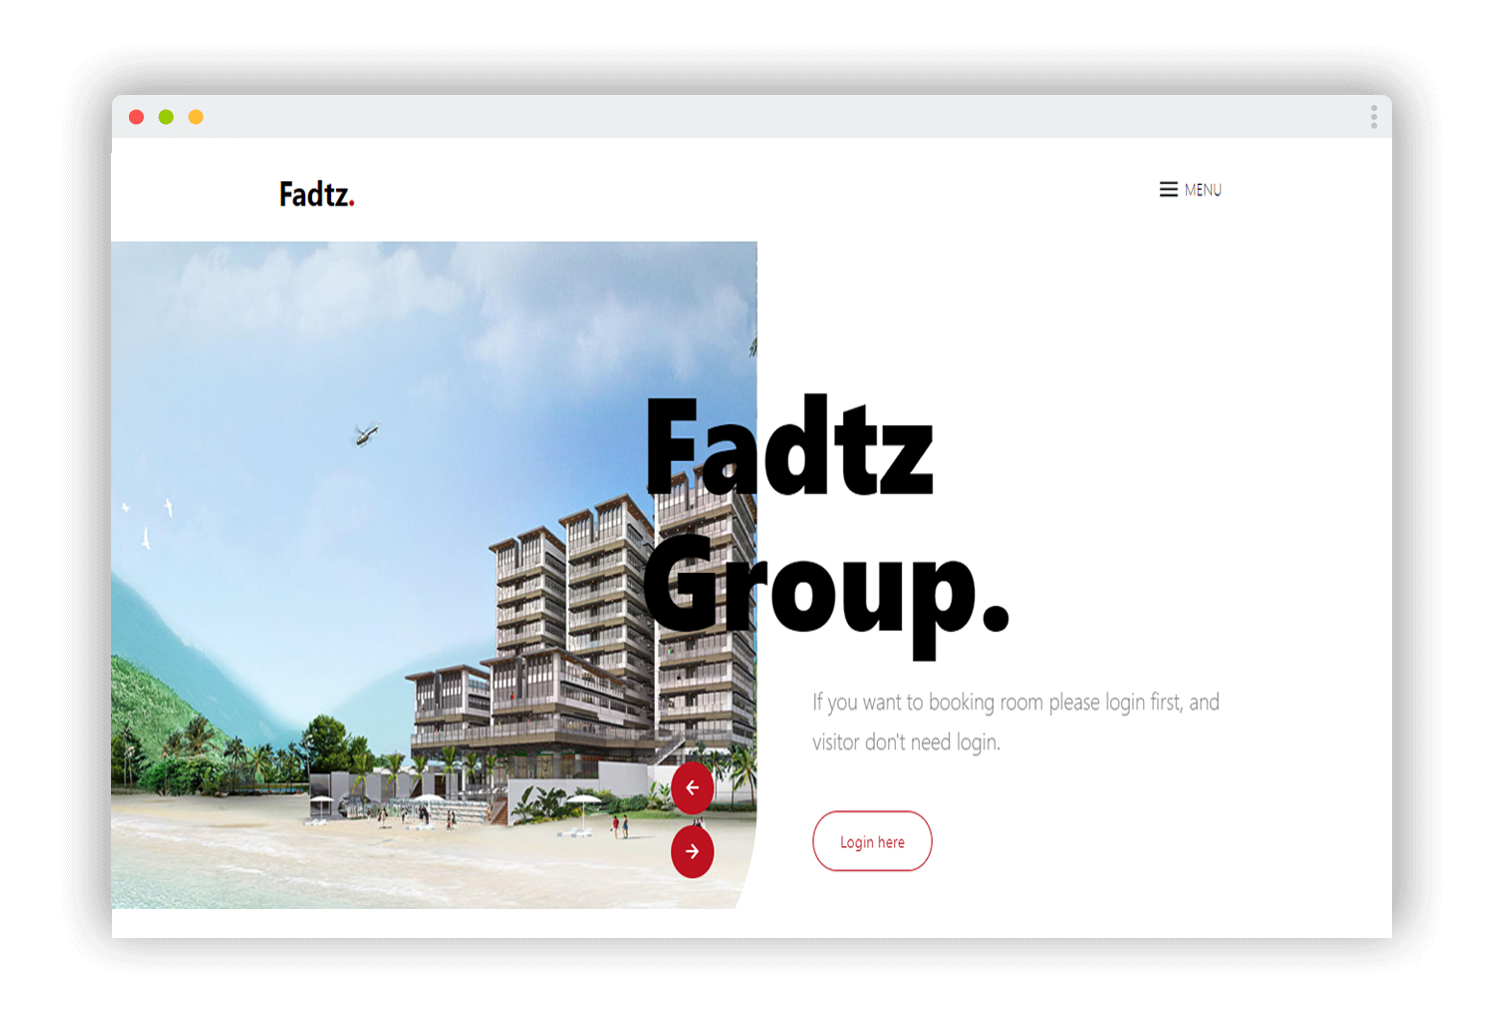 Fadtz.
MENU
Fadtz
Group.
If you want to booking room please login first, and
visitor don't need login.
Login here